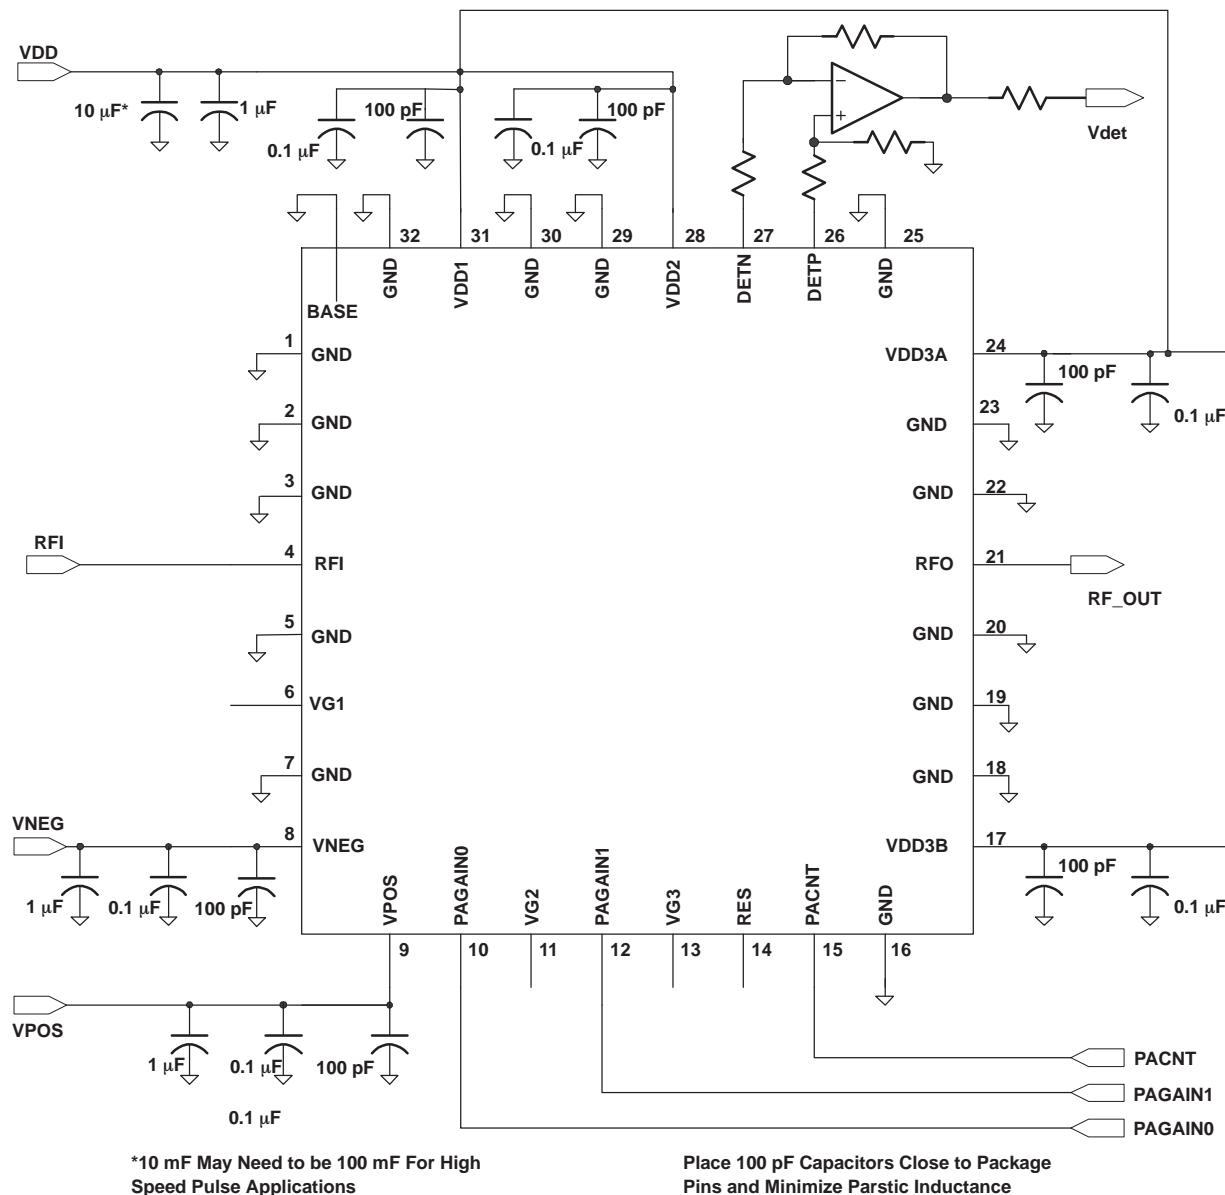 VDD
10 μF*
1 μF
0.1 μF
100 pF
0.1 μF
100 pF
Vdet
32
31
30
29
28
27
26
25
GND
VDD1
GND
GND
VDD2
DETN
DETP
GND
BASE
1
GND
2
GND
3
GND
RFI
4
RFI
5
GND
6
VG1
7
GND
VNEG
8
VNEG
1 μF
0.1 μF
100 pF
VDD3A
24
100 pF
0.1 μF
23
GND
GND
22
RFO
21
RF_OUT
GND
20
GND
19
GND
18
VDD3B
17
100 pF
0.1 μF
VPOS
PAGAIN0
VG2
PAGAIN1
VG3
RES
PACNT
GND
9
10
11
12
13
14
15
16
VPOS
1 μF
0.1 μF
100 pF
0.1 μF
PACNT
PAGAIN1
PAGAIN0
*10 mF May Need to be 100 mF For High
Speed Pulse Applications
Place 100 pF Capacitors Close to Package
Pins and Minimize Parstic Inductance